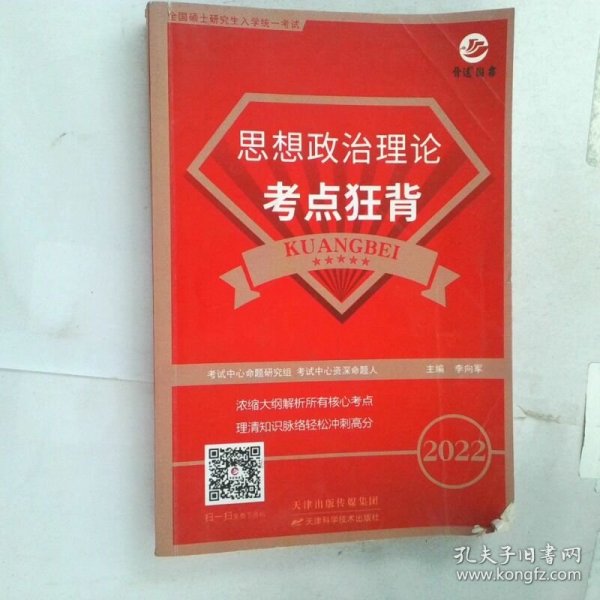 全国硕士研究生入学统一考试
晋远图书
思想政治理论
考点狂背
KUANGBEI
考试中心命题研究组 考试中心资深命题人 主编 李向军
浓缩大纲解析所有核心考点
理清知识脉络轻松冲刺高分
2022
扫一扫
天津出版传媒集团
天津科学技术出版社
孔夫子旧书网
www.kongfz.com